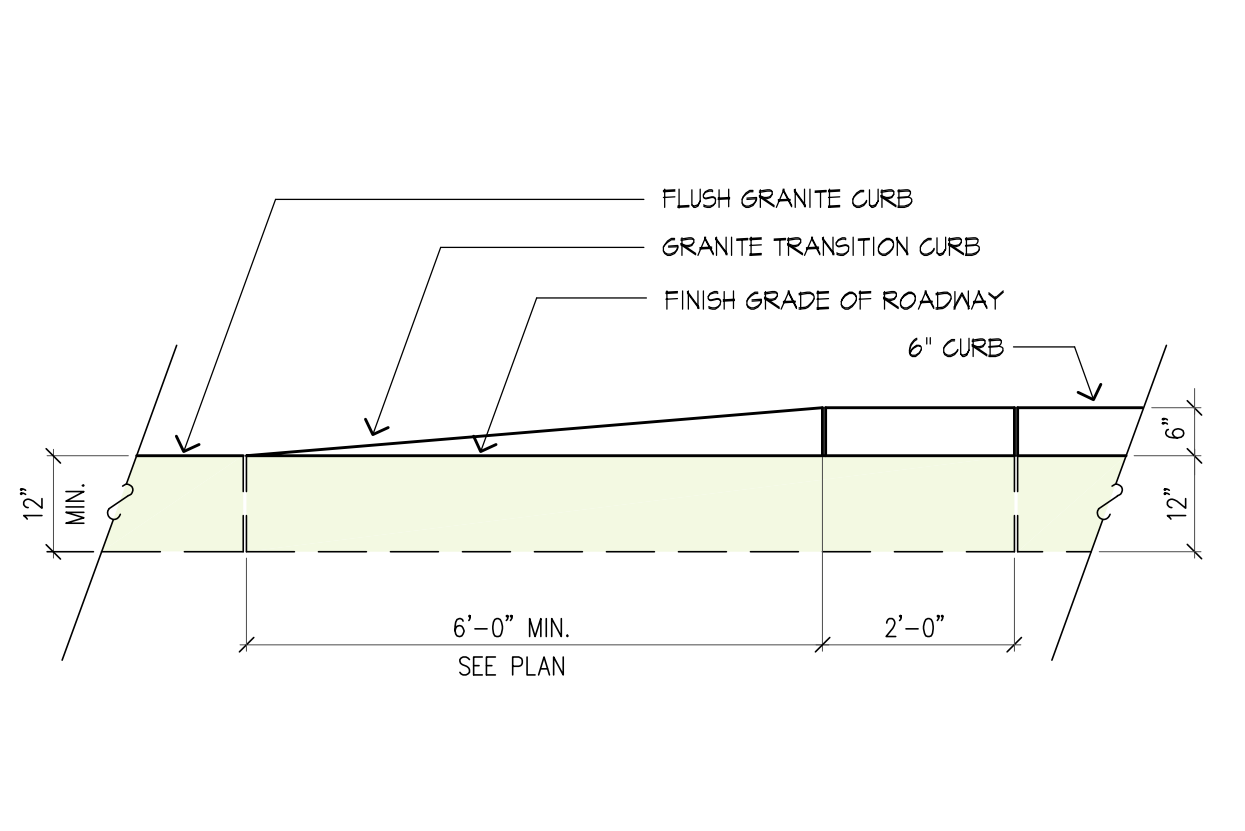 FLUSH GRANITE CURB
GRANITE TRANSITION CURB
FINISH GRADE OF ROADWAY
6" CURB
6”
12”
MIN.
12”
6’-0” MIN.
SEE PLAN
2’-0”